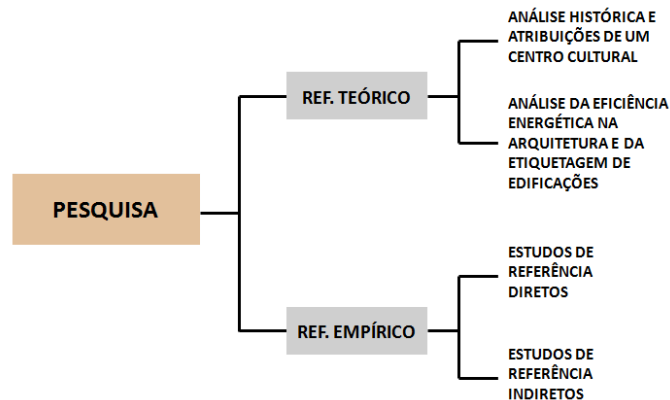 PESQUISA
REF. TEÓRICO
ANÁLISE HISTÓRICA E
ATRIBUIÇÕES DE UM
CENTRO CULTURAL
ANÁLISE DA EFICIÊNCIA
ENERGÉTICA NA
ARQUITETURA E DA
ETIQUETAGEM DE
EDIFICAÇÕES
REF. EMPÍRICO
ESTUDOS DE
REFERÊNCIA
DIRETOS
ESTUDOS DE
REFERÊNCIA
INDIRETOS